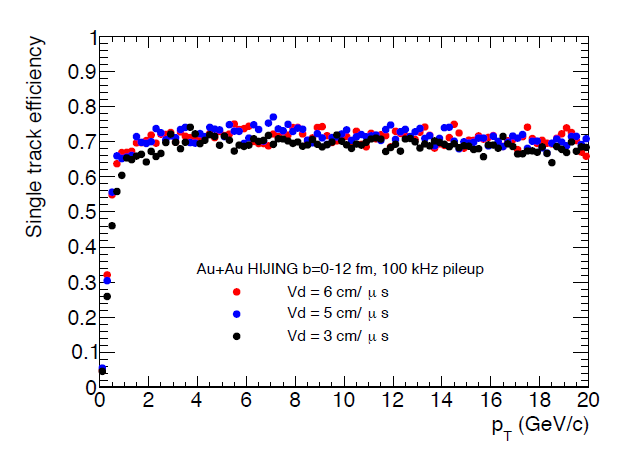 Single track efficiency
1
0.9
0.8
0.7
0.6
0.5
0.4
0.3
0.2
0.1
0
Au+Au HIJING b=0-12 fm, 100 kHz pileup
Vd = 6 cm/ μ s
Vd = 5 cm/ μ s
Vd = 3 cm/ μ s
0 2 4 6 8 10 12 14 16 18 20
p_T (GeV/c)